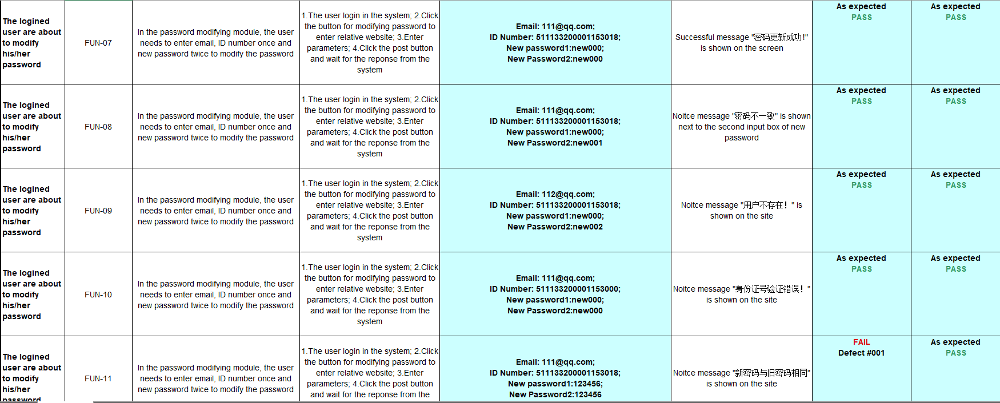 The logined
user are about
to modify
his/her
password
FUN-07
In the password modifying module, the user
needs to enter email, ID number once and
new password twice to modify the password
1.The user login in the system; 2.Click
the button for modifying password to
enter relative website; 3.Enter
parameters; 4.Click the post button
and wait for the reponse from the
system
Email: 111@qq.com;
ID Number: 511133200001153018;
New password1:new000;
New Password2:new000
Successful message "密码更新成功!"
is shown on the screen
As expected
PASS
As expected
PASS
The logined
user are about
to modify
his/her
password
FUN-08
In the password modifying module, the user
needs to enter email, ID number once and
new password twice to modify the password
1.The user login in the system; 2.Click
the button for modifying password to
enter relative website; 3.Enter
parameters; 4.Click the post button
and wait for the reponse from the
system
Email: 111@qq.com;
ID Number: 511133200001153018;
New password1:new000;
New Password2:new001
Noitce message "密码不一致" is shown
next to the second input box of new
password
As expected
PASS
As expected
PASS
The logined
user are about
to modify
his/her
password
FUN-09
In the password modifying module, the user
needs to enter email, ID number once and
new password twice to modify the password
1.The user login in the system; 2.Click
the button for modifying password to
enter relative website; 3.Enter
parameters; 4.Click the post button
and wait for the reponse from the
system
Email: 112@qq.com;
ID Number: 511133200001153018;
New password1:new000;
New Password2:new002
Noitce message "用户不存在！" is
shown on the site
As expected
PASS
As expected
PASS
The logined
user are about
to modify
his/her
password
FUN-10
In the password modifying module, the user
needs to enter email, ID number once and
new password twice to modify the password
1.The user login in the system; 2.Click
the button for modifying password to
enter relative website; 3.Enter
parameters; 4.Click the post button
and wait for the reponse from the
system
Email: 111@qq.com;
ID Number: 511133200001153000;
New password1:new000;
New Password2:new000
Noitce message "身份证号验证错误！"
is shown on the site
As expected
PASS
As expected
PASS
The logined
user are about
to modify
his/her
password
FUN-11
In the password modifying module, the user
needs to enter email, ID number once and
new password twice to modify the password
1.The user login in the system; 2.Click
the button for modifying password to
enter relative website; 3.Enter
parameters; 4.Click the post button
and wait for the reponse from the
Email: 111@qq.com;
ID Number: 511133200001153018;
New password1:123456;
New Password2:123456
Noitce message "新密码与旧密码相同"
is shown on the site
FAIL
Defect #001
As expected
PASS